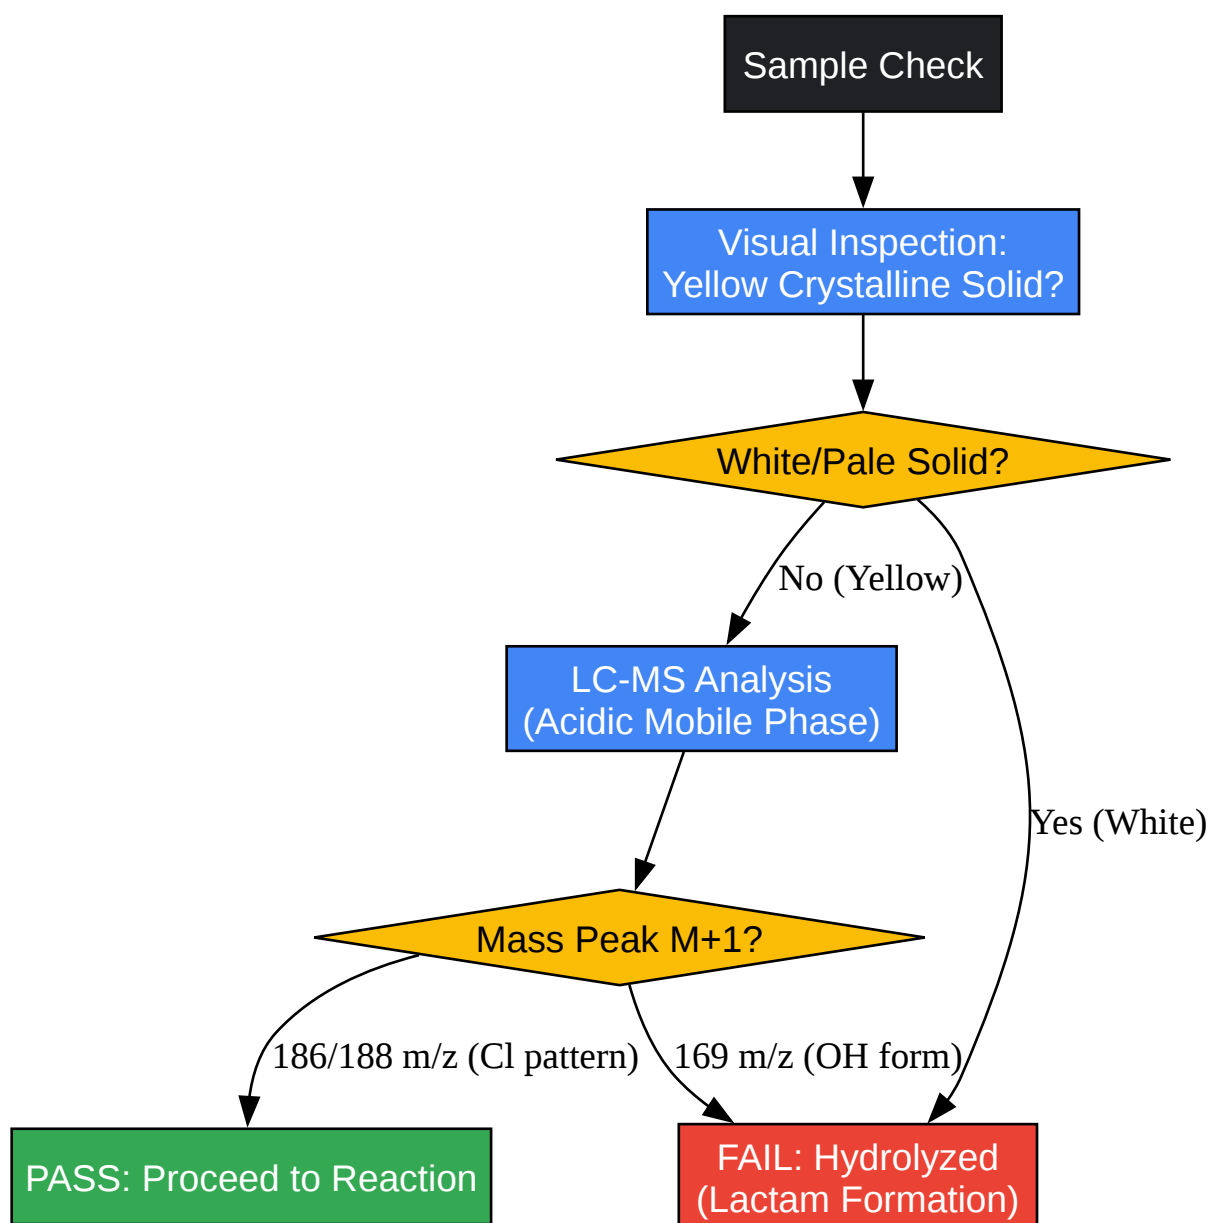 Sample Check
Visual Inspection:
Yellow Crystalline Solid?
White/Pale Solid?
No (Yellow)
LC-MS Analysis
(Acidic Mobile Phase)
Yes (White)
Mass Peak M+1?
186/188 m/z (Cl pattern)
169 m/z (OH form)
PASS: Proceed to Reaction
FAIL: Hydrolyzed
(Lactam Formation)